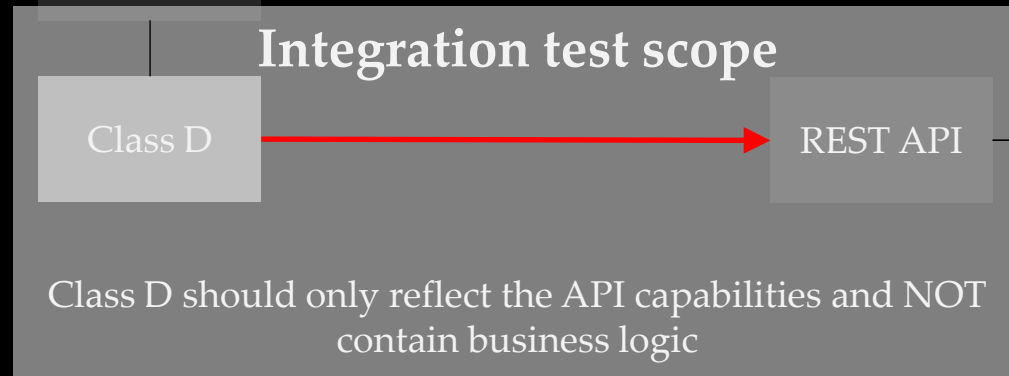 Integration test scope
Class D
REST API
Class D should only reflect the API capabilities and NOT
contain business logic